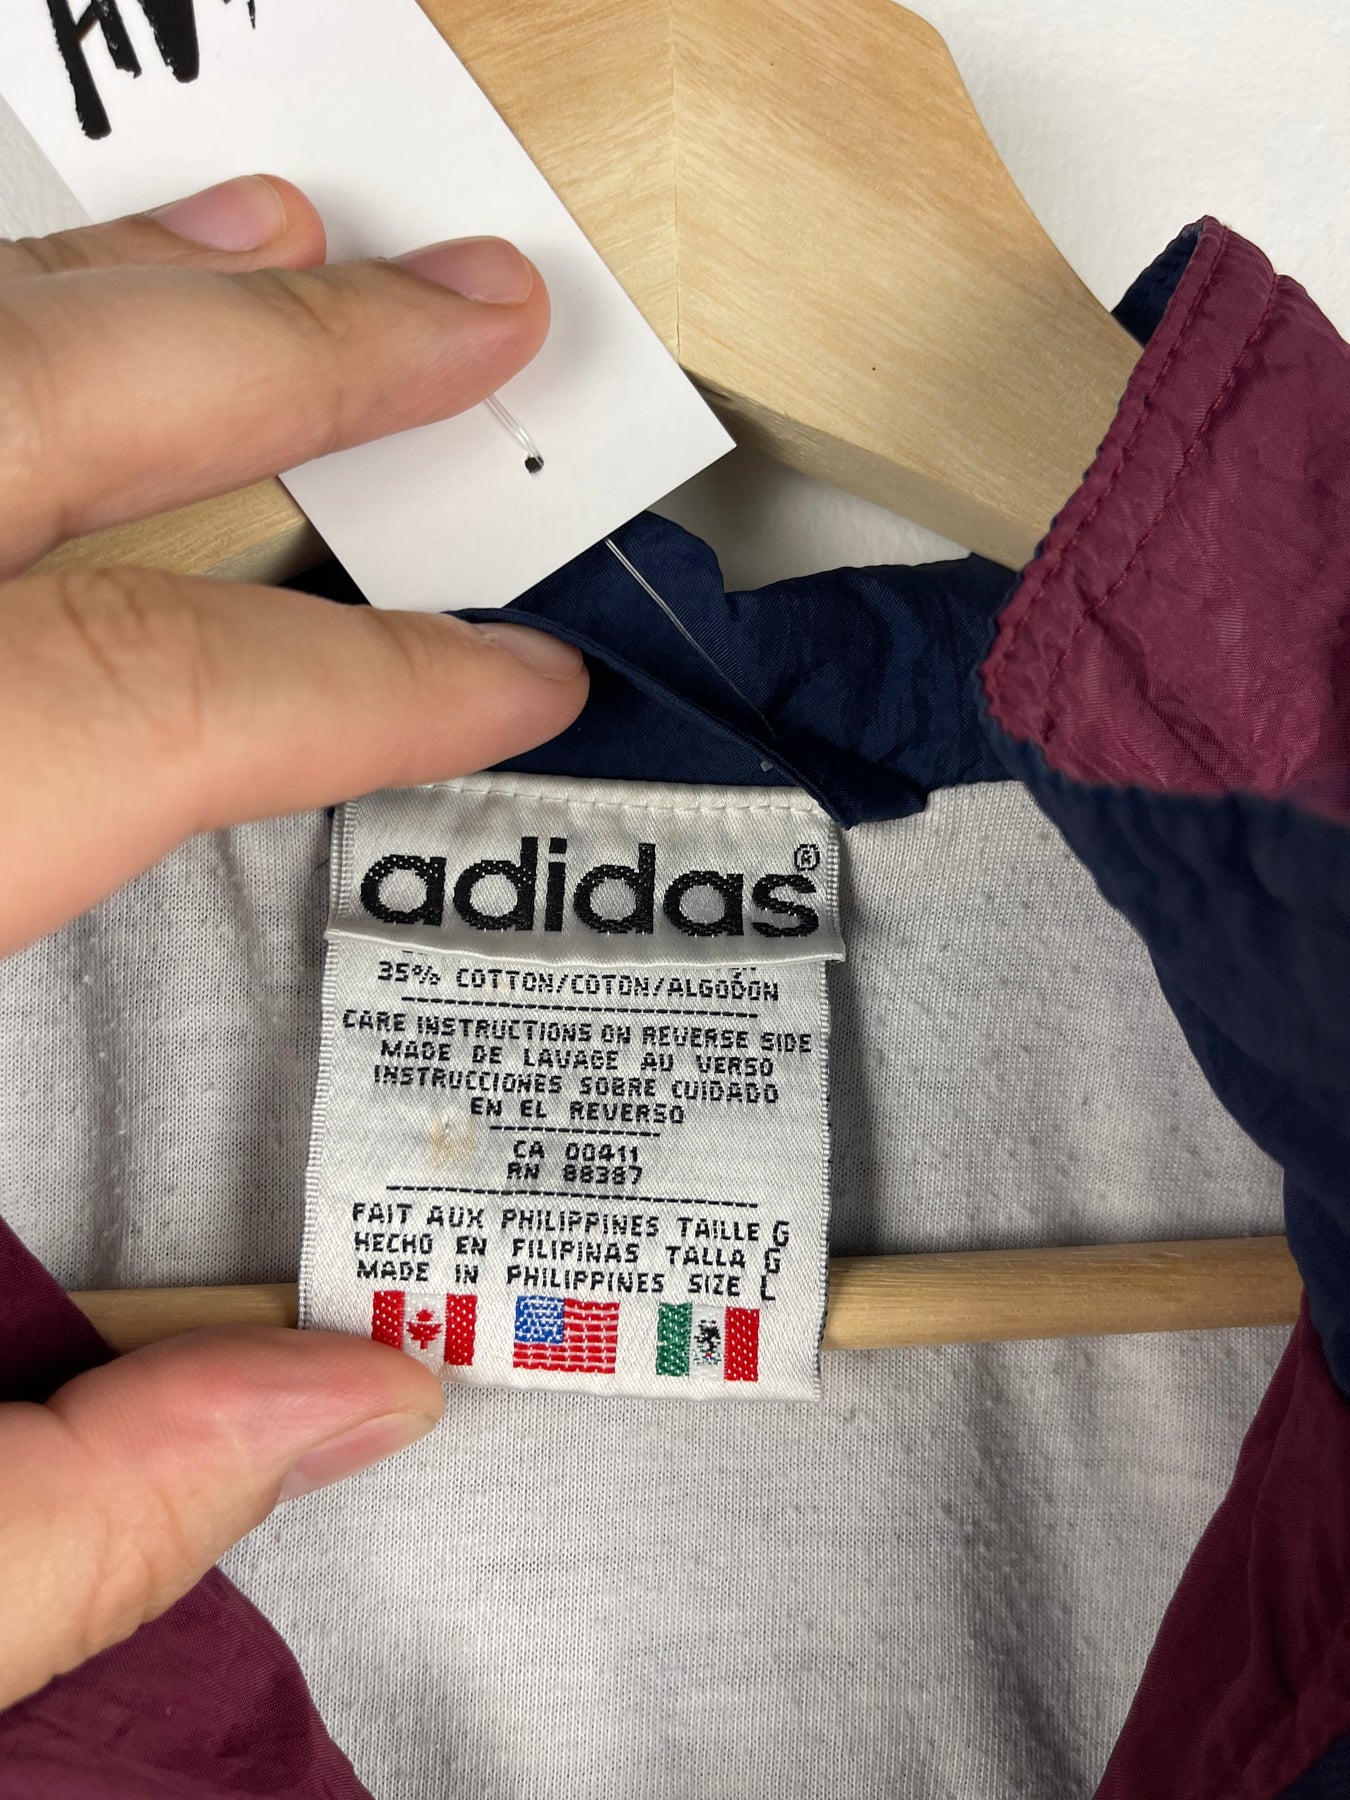 adidas®
35% COTTON/COTON/ALGODÓN
CARE INSTRUCTIONS ON REVERSE SIDE
MADE DE LAVAGE AU VERSO
INSTRUCCIONES SOBRE CUIDADO
EN EL REVERSO
CA 00411
RN 88387
FAIT AUX PHILIPPINES TAILLE G
HECHO EN FILIPINAS TALLA G
MADE IN PHILIPPINES SIZE L